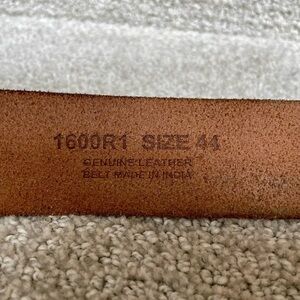 1600R1 SIZE 44
GENUINE LEATHER
BELT MADE IN INDIA